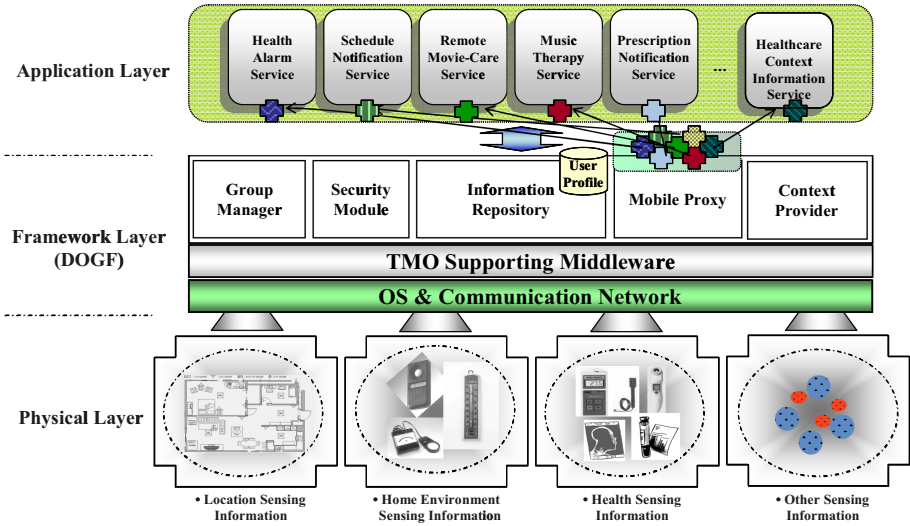 Application Layer
Health
Alarm
Service
Schedule
Notification
Service
Remote
Movie-Care
Service
Music
Therapy
Service
Prescription
Notification
Service
...
Healthcare
Context
Information
Service
Framework Layer
(DOGF)
Group
Manager
Security
Module
Information
Repository
User
Profile
Mobile Proxy
Context
Provider
TMO Supporting Middleware
OS & Communication Network
Physical Layer
• Location Sensing
Information
• Home Environment
Sensing Information
• Health Sensing
Information
• Other Sensing
Information